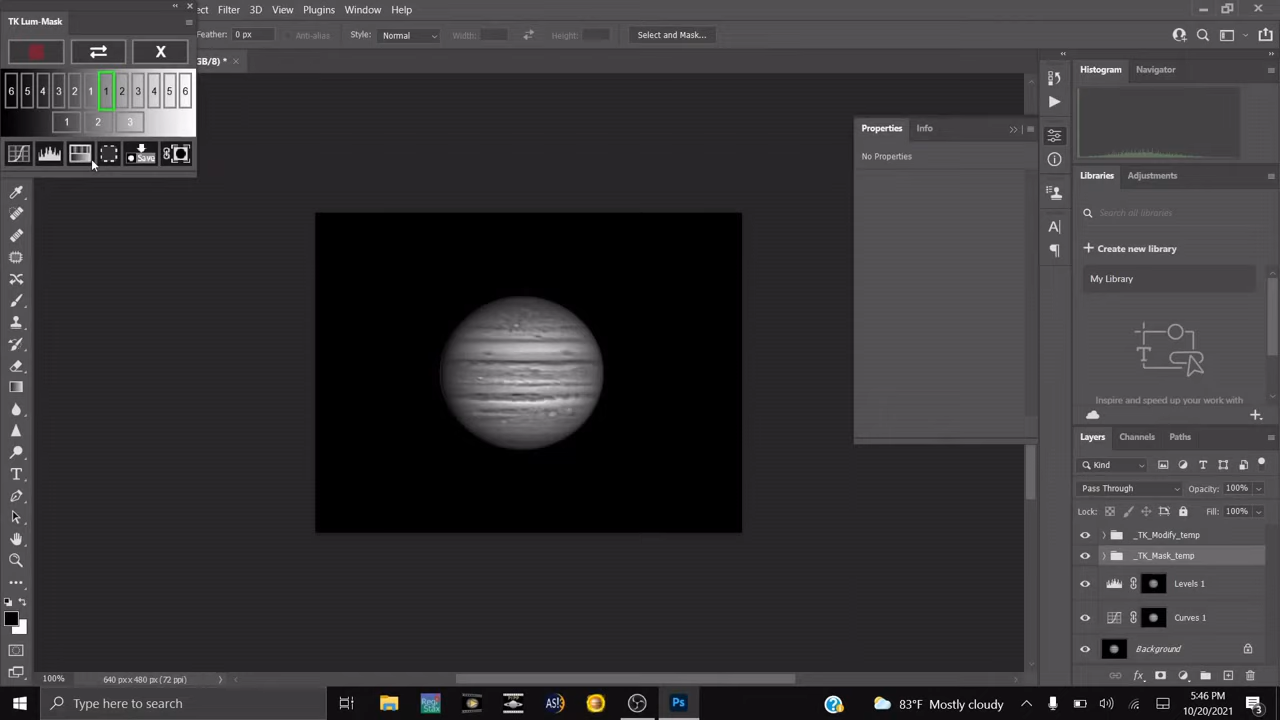 ct Filter 3D View Plugins Window Help
TK Lum-Mask
Feather: 0 px Anti-alias Style: Normal Width: Height: Select and Mask...
X
GB/8) *
6 5 4 3 2 1 1 2 3 4 5 6
1 2 3
Save
Histogram Navigator
Properties Info
No Properties
Libraries Adjustments
Search all libraries
Create new library
My Library
Inspire and speed up your work with
Layers Channels Paths
Kind
Pass Through Opacity: 100%
Lock: Fill: 100%
_TK_Modify_temp
_TK_Mask_temp
Levels 1
Curves 1
Background
100% 640 px x 480 px (72 ppi)
Type here to search
83°F Mostly cloudy
5:46 PM
10/20/2021